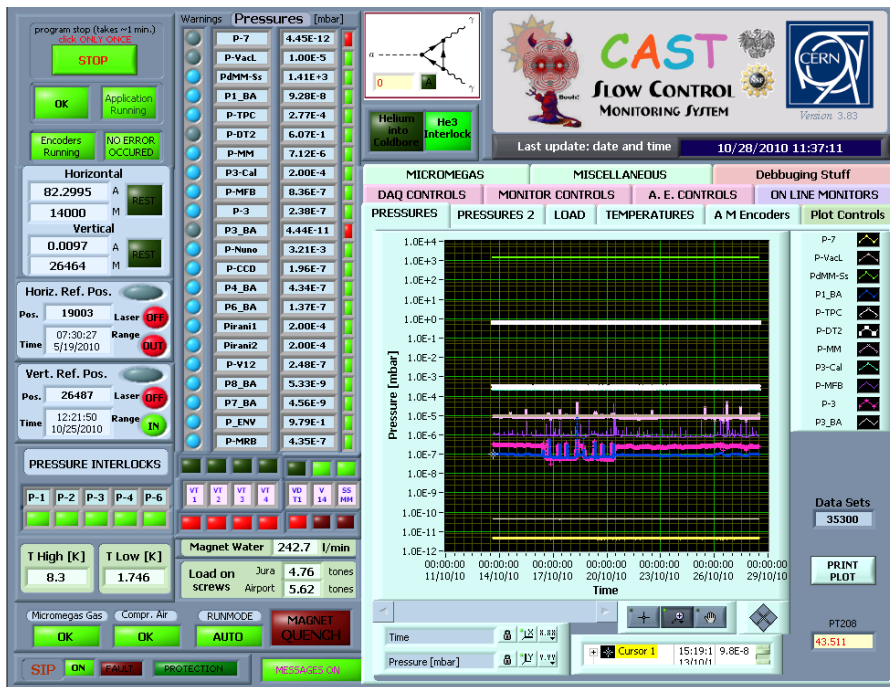 program stop (takes ~1 min.)
click ONLY ONCE
STOP
OK
Application
Running
Encoders
Running
NO ERROR
OCCURED
Horizontal
82.2995 A
14000 M
REST
Vertical
0.0097 A
26464 M
REST
Horiz. Ref. Pos.
Pos. 19003 Laser OFF
Time 07:30:27 5/19/2010 Range OUT
Vert. Ref. Pos.
Pos. 26487 Laser OFF
Time 12:21:50 10/25/2010 Range IN
PRESSURE INTERLOCKS
P-1 P-2 P-3 P-4 P-6
T High [K] T Low [K]
8.3 1.746
Micromegas Gas Compr. Air RUNMODE
OK OK AUTO
MAGNET
QUENCH
SIP ON FAULT PROTECTION MESSAGES ON
Warnings Pressures [mbar]
P-7 4.45E-12
P-VacL 1.00E-5
PdMM-Ss 1.41E+3
P1_BA 9.28E-8
P-TPC 2.77E-4
P-DT2 6.07E-1
P-MM 7.12E-6
P3-Cal 2.00E-4
P-MFB 8.36E-7
P-3 2.38E-7
P3_BA 4.44E-11
P-Nuno 3.21E-3
P-CCD 1.96E-7
P4_BA 4.34E-7
P6_BA 1.37E-7
Pirani1 2.00E-4
Pirani2 2.00E-4
P-V12 2.48E-7
P8_BA 5.33E-9
P7_BA 4.56E-9
P_ENV 9.79E-1
P-MRB 4.35E-7
VT 1 VT 2 VT 3 VT 4 VD T1 V 14 SS MM
Magnet Water 242.7 l/min
Load on screws
Jura 4.76 tones
Airport 5.62 tones
a γ γ
0 A
Helium
into
Coldbore
He3
Interlock
Bouh!
CAST
SLOW CONTROL
MONITORING SYSTEM
NSF
CERN
Version 3.83
Last update: date and time 10/28/2010 11:37:11
MICROMEGAS MISCELLANEOUS Debbuging Stuff
DAQ CONTROLS MONITOR CONTROLS A. E. CONTROLS ON LINE MONITORS
PRESSURES PRESSURES 2 LOAD TEMPERATURES A M Encoders Plot Controls
Pressure [mbar]
1.0E+4
1.0E+3
1.0E+2
1.0E+1
1.0E+0
1.0E-1
1.0E-2
1.0E-3
1.0E-4
1.0E-5
1.0E-6
1.0E-7
1.0E-8
1.0E-9
1.0E-10
1.0E-11
1.0E-12
00:00:00 00:00:00 00:00:00 00:00:00 00:00:00 00:00:00 00:00:00
11/10/10 14/10/10 17/10/10 20/10/10 23/10/10 26/10/10 29/10/10
Time
P-7
P-VacL
PdMM-Ss
P1_BA
P-TPC
P-DT2
P-MM
P3-Cal
P-MFB
P-3
P3_BA
Data Sets
35300
PRINT
PLOT
PT208
43.511
Time
Pressure [mbar]
X.XX
Y.YY
Cursor 1 15:19:1 9.8E-8
13/10/1